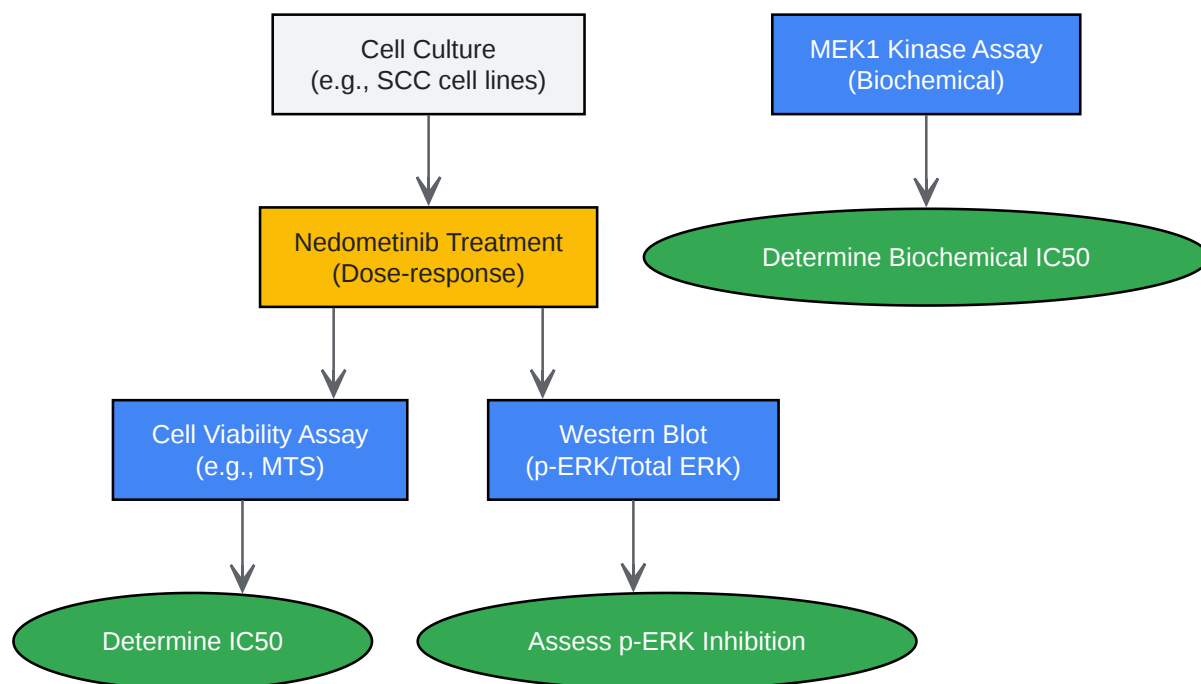 Cell Culture
(e.g., SCC cell lines)
MEK1 Kinase Assay
(Biochemical)
Nedometinib Treatment
(Dose-response)
Determine Biochemical IC50
Cell Viability Assay
(e.g., MTS)
Western Blot
(p-ERK/Total ERK)
Determine IC50
Assess p-ERK Inhibition